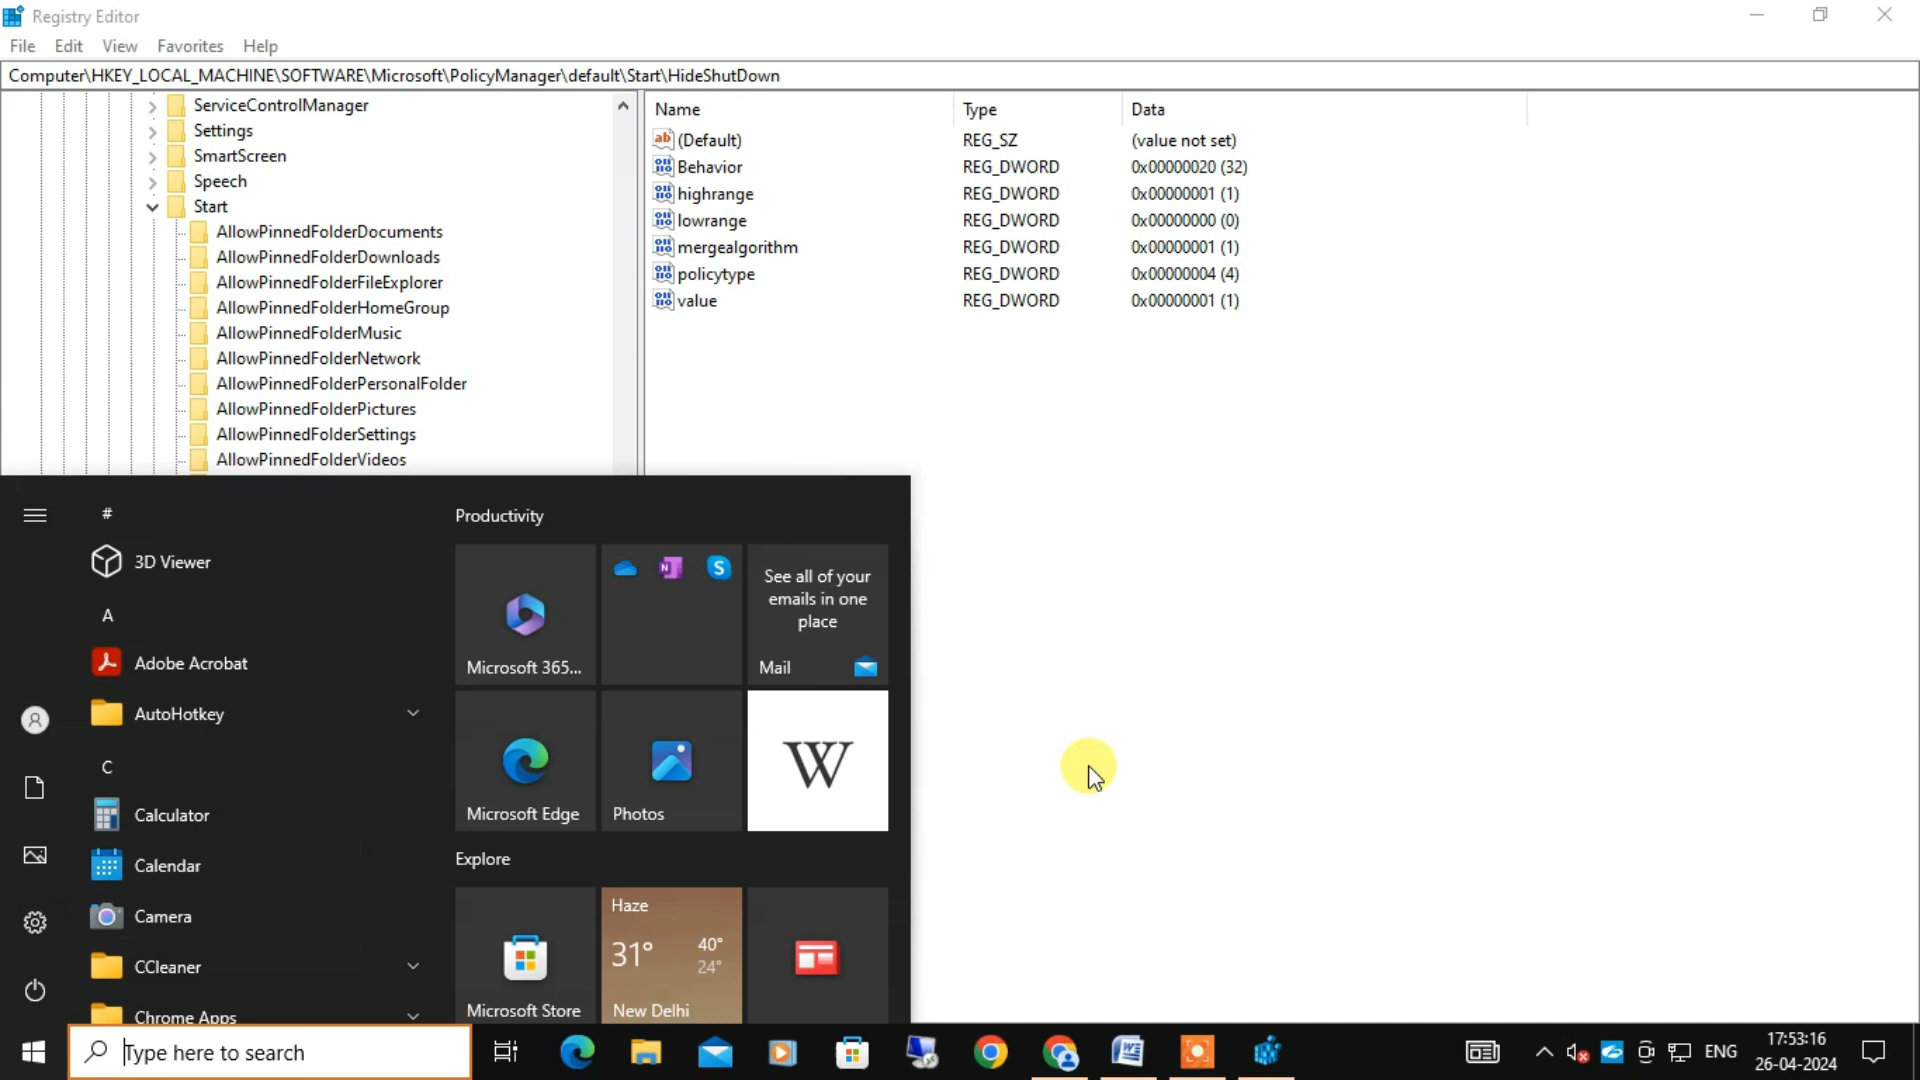 Registry Editor
File Edit View Favorites Help
Computer\HKEY_LOCAL_MACHINE\SOFTWARE\Microsoft\PolicyManager\default\Start\HideShutDown
ServiceControlManager
Settings
SmartScreen
Speech
Start
AllowPinnedFolderDocuments
AllowPinnedFolderDownloads
AllowPinnedFolderFileExplorer
AllowPinnedFolderHomeGroup
AllowPinnedFolderMusic
AllowPinnedFolderNetwork
AllowPinnedFolderPersonalFolder
AllowPinnedFolderPictures
AllowPinnedFolderSettings
AllowPinnedFolderVideos
Name Type Data
(Default) REG_SZ (value not set)
Behavior REG_DWORD 0x00000020 (32)
highrange REG_DWORD 0x00000001 (1)
lowrange REG_DWORD 0x00000000 (0)
mergealgorithm REG_DWORD 0x00000001 (1)
policytype REG_DWORD 0x00000004 (4)
value REG_DWORD 0x00000001 (1)
#
3D Viewer
A
Adobe Acrobat
AutoHotkey
C
Calculator
Calendar
Camera
CCleaner
Chrome Apps
Productivity
Microsoft 365...
See all of your
emails in one
place
Mail
Microsoft Edge
Photos
W
Explore
Microsoft Store
Haze
31° 40°
24°
New Delhi
Type here to search
ENG
17:53:16
26-04-2024